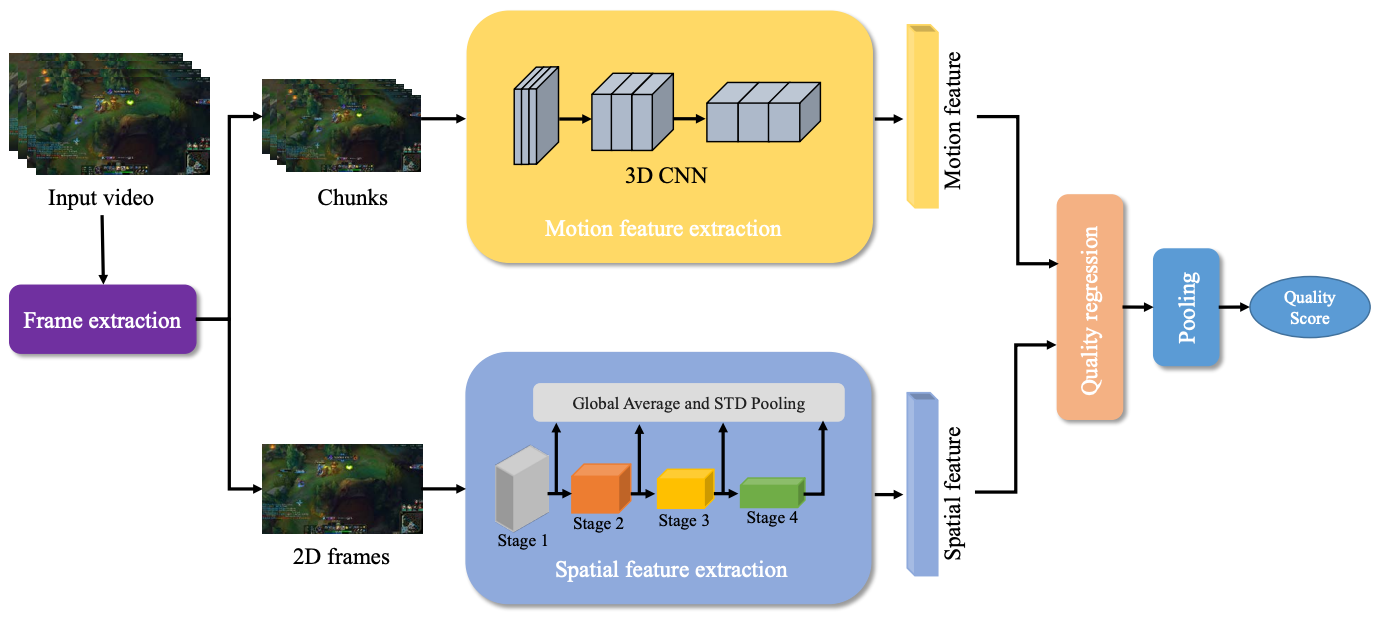 Input video
Frame extraction
Chunks
2D frames
3D CNN
Motion feature extraction
Motion feature
Global Average and STD Pooling
Stage 1
Stage 2
Stage 3
Stage 4
Spatial feature extraction
Spatial feature
Quality regression
Pooling
Quality
Score